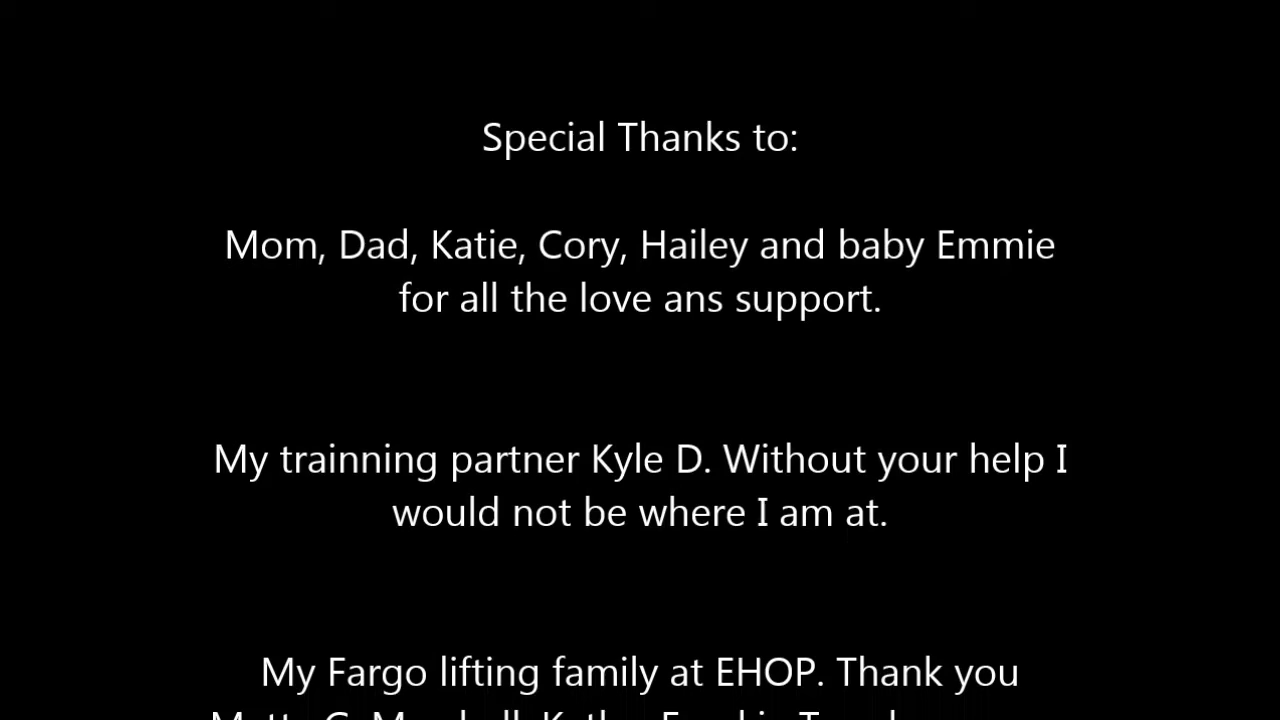 Special Thanks to:
Mom, Dad, Katie, Cory, Hailey and baby Emmie
for all the love ans support.
My trainning partner Kyle D. Without your help I
would not be where I am at.
My Fargo lifting family at EHOP. Thank you